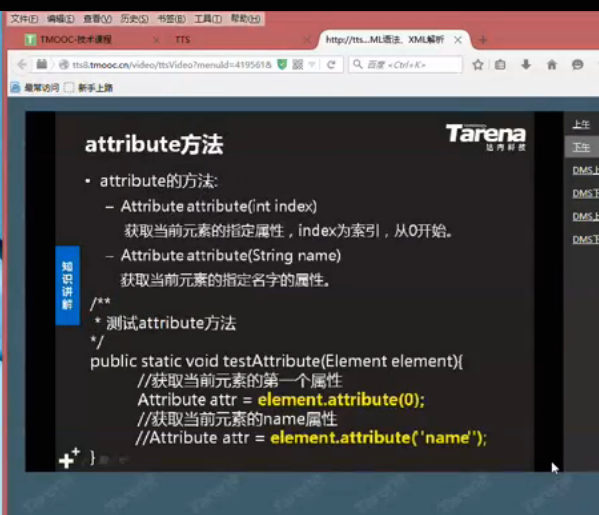 文件(F) 编辑(E) 查看(V) 历史(S) 书签(B) 工具(T) 帮助(H)
TMOOC-技术课程 × TTS × http://tts...ML语法、XML解析 × +
tts8.tmooc.cn/video/ttsVideo?menuId=419561& 百度 <Ctrl+K>
最常访问 新手上路
attribute方法
Tarena
达内科技
• attribute的方法:
– Attribute attribute(int index)
获取当前元素的指定属性，index为索引，从0开始。
– Attribute attribute(String name)
获取当前元素的指定名字的属性。
知识讲解
/**
* 测试attribute方法
*/
public static void testAttribute(Element element){
//获取当前元素的第一个属性
Attribute attr = element.attribute(0);
//获取当前元素的name属性
//Attribute attr = element.attribute("name");
}
上午
下午
DMS上
DMS下
DMS上
DMS下